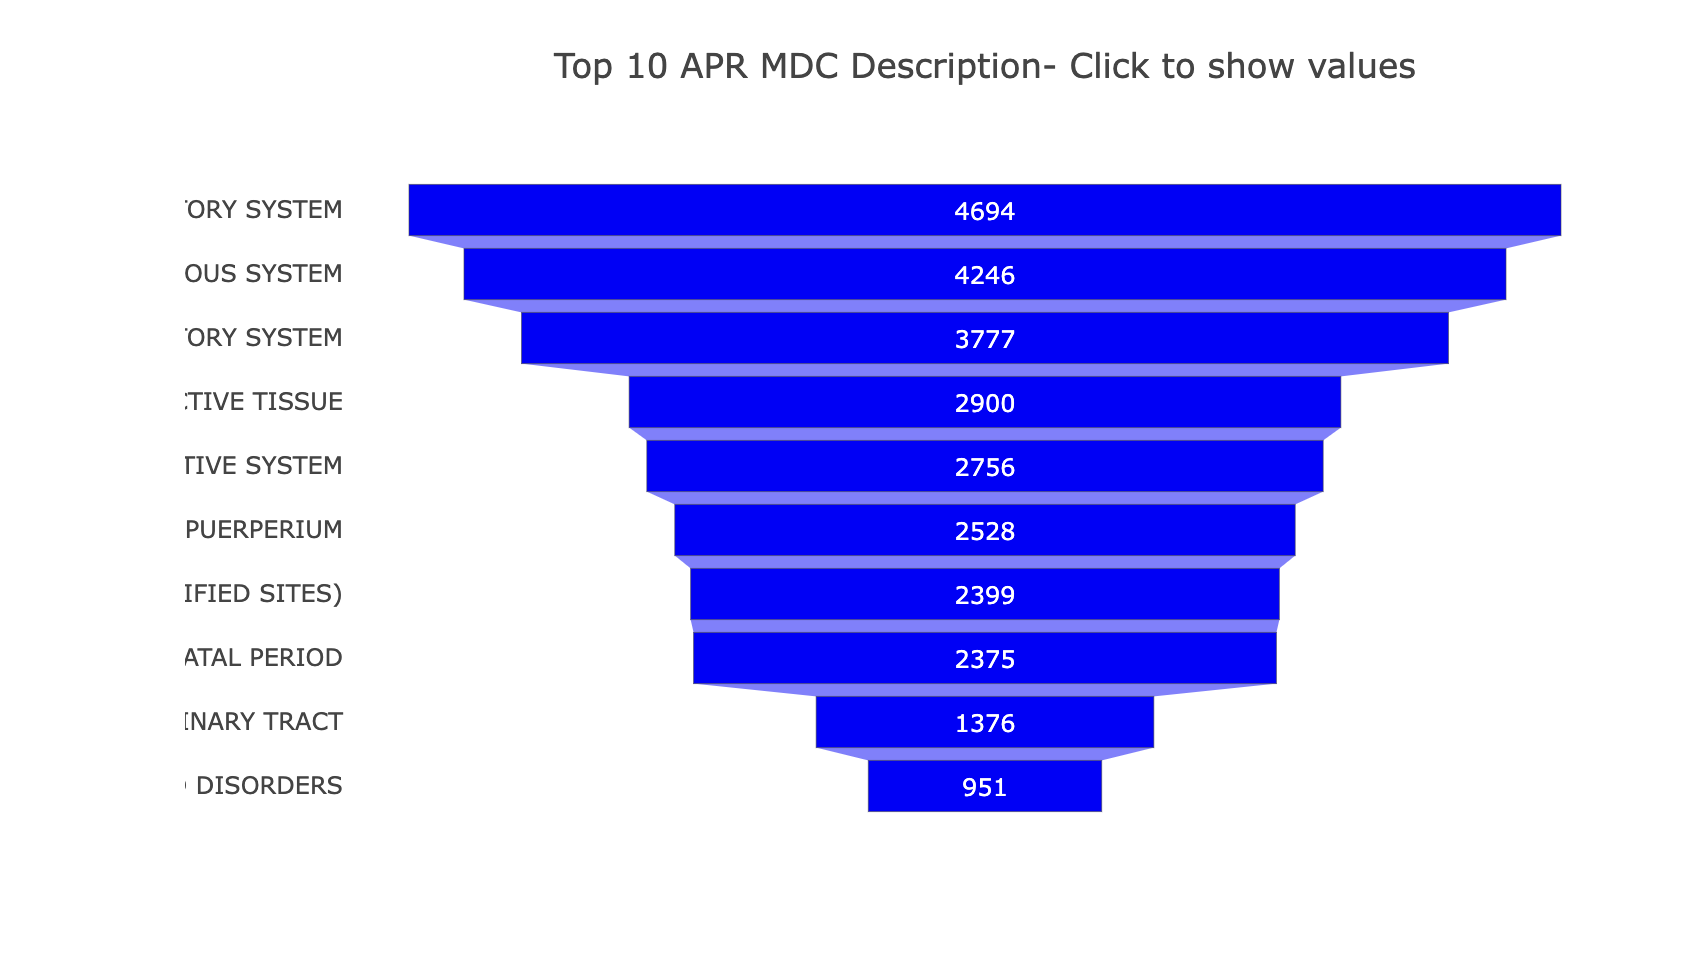 Top 10 APR MDC Description- Click to show values
TORY SYSTEM 4694
OUS SYSTEM 4246
TORY SYSTEM 3777
CTIVE TISSUE 2900
TIVE SYSTEM 2756
PUERPERIUM 2528
IFIED SITES) 2399
ATAL PERIOD 2375
INARY TRACT 1376
DISORDERS 951